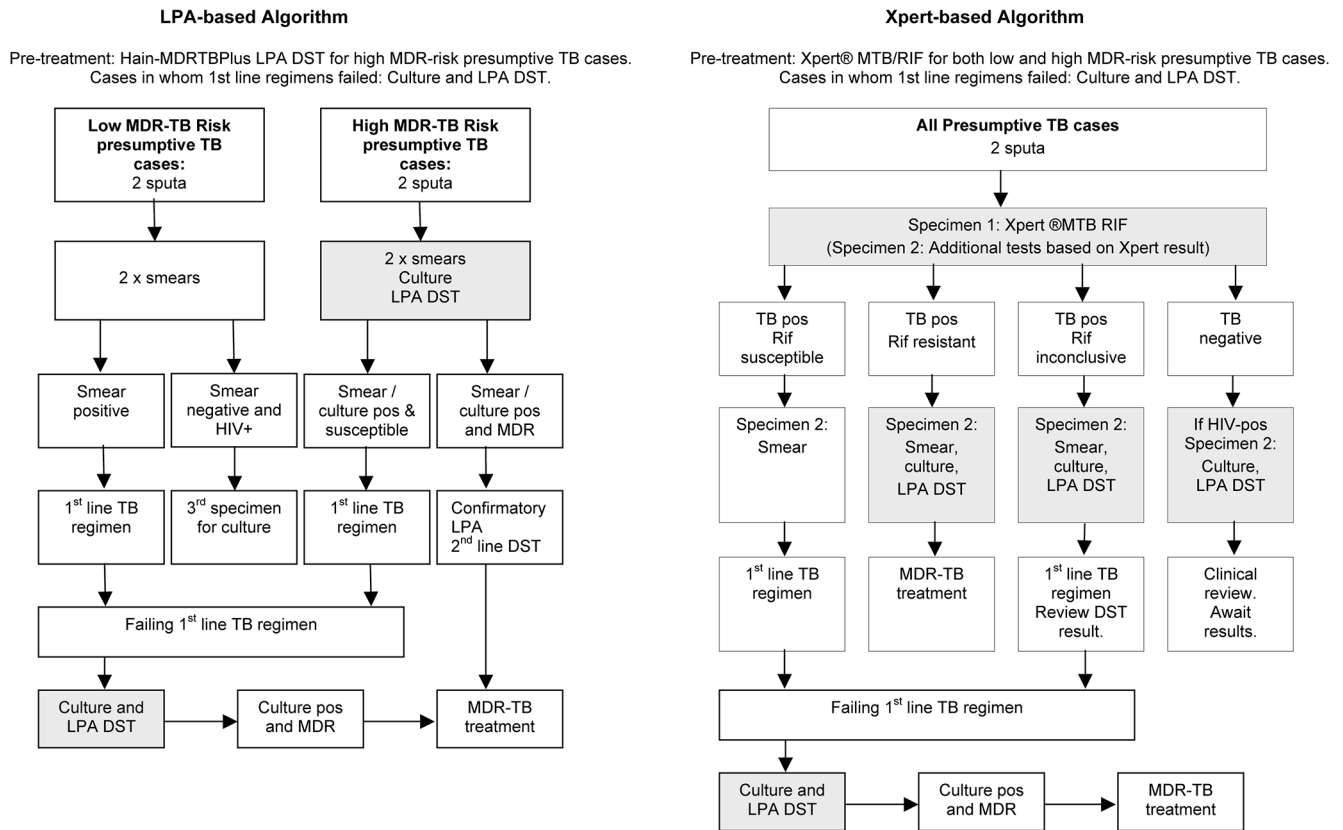 LPA-based Algorithm
Pre-treatment: Hain-MDRTBPlus LPA DST for high MDR-risk presumptive TB cases.
Cases in whom 1st line regimens failed: Culture and LPA DST.
Low MDR-TB Risk
presumptive TB
cases:
2 sputa
High MDR-TB Risk
presumptive TB
cases:
2 sputa
2 x smears
2 x smears
Culture
LPA DST
Smear
positive
Smear
negative and
HIV+
Smear /
culture pos &
susceptible
Smear /
culture pos
and MDR
1st line TB
regimen
3rd specimen
for culture
1st line TB
regimen
Confirmatory
LPA
2nd line DST
Failing 1st line TB regimen
Culture and
LPA DST
Culture pos
and MDR
MDR-TB
treatment
Xpert-based Algorithm
Pre-treatment: Xpert® MTB/RIF for both low and high MDR-risk presumptive TB cases.
Cases in whom 1st line regimens failed: Culture and LPA DST.
All Presumptive TB cases
2 sputa
Specimen 1: Xpert ®MTB RIF
(Specimen 2: Additional tests based on Xpert result)
TB pos
Rif
susceptible
TB pos
Rif resistant
TB pos
Rif
inconclusive
TB
negative
Specimen 2:
Smear
Specimen 2:
Smear,
culture,
LPA DST
Specimen 2:
Smear,
culture,
LPA DST
If HIV-pos
Specimen 2:
Culture,
LPA DST
1st line TB
regimen
MDR-TB
treatment
1st line TB
regimen
Review DST
result.
Clinical
review.
Await
results.
Failing 1st line TB regimen
Culture and
LPA DST
Culture pos
and MDR
MDR-TB
treatment